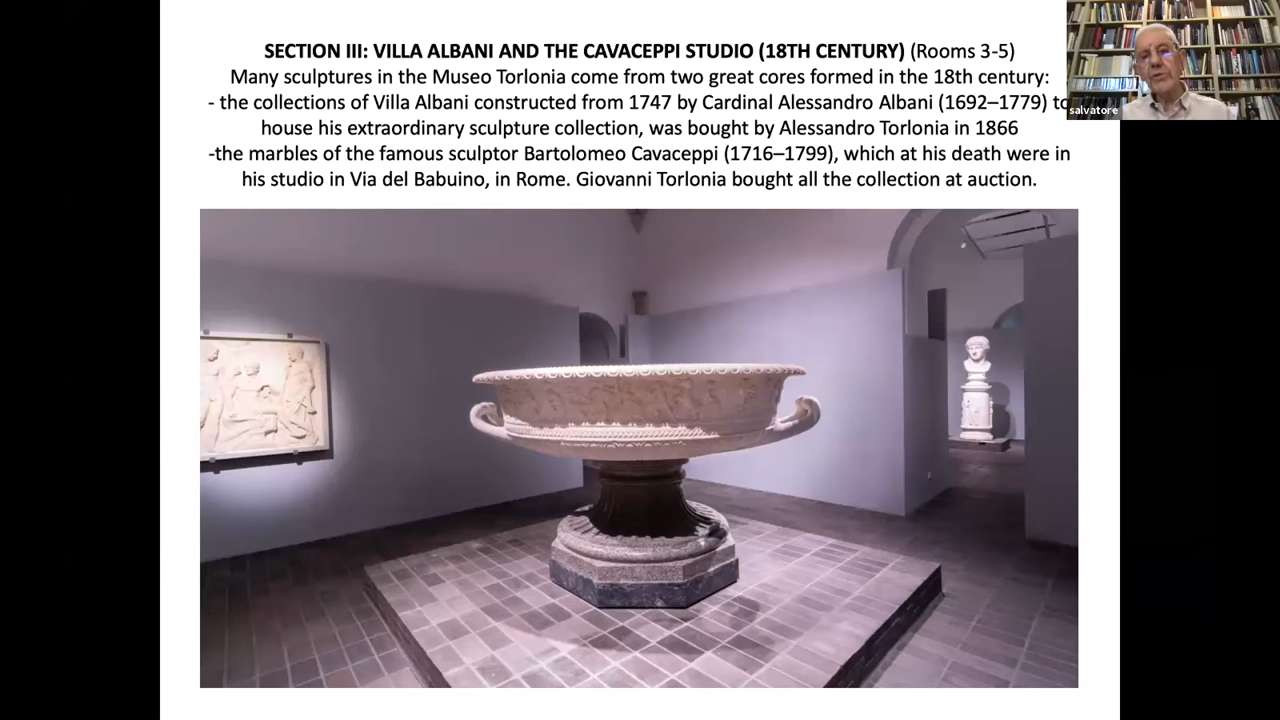 SECTION III: VILLA ALBANI AND THE CAVACEPPI STUDIO (18TH CENTURY) (Rooms 3-5)
Many sculptures in the Museo Torlonia come from two great cores formed in the 18th century:
- the collections of Villa Albani constructed from 1747 by Cardinal Alessandro Albani (1692–1779) to
house his extraordinary sculpture collection, was bought by Alessandro Torlonia in 1866
-the marbles of the famous sculptor Bartolomeo Cavaceppi (1716–1799), which at his death were in
his studio in Via del Babuino, in Rome. Giovanni Torlonia bought all the collection at auction.
salvatore